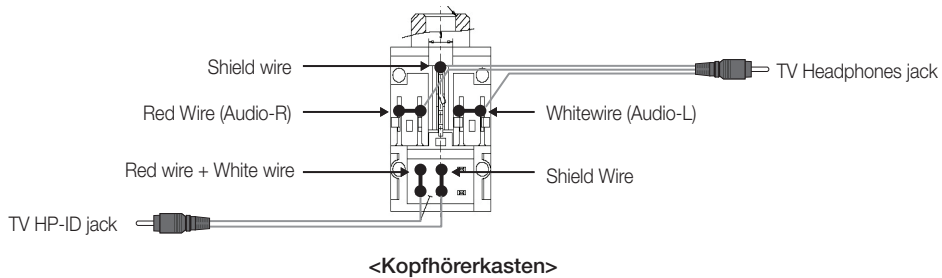 Shield wire
TV Headphones jack
Red Wire (Audio-R)
Whitewire (Audio-L)
Red wire + White wire
Shield Wire
TV HP-ID jack
<Kopfhörerkasten>